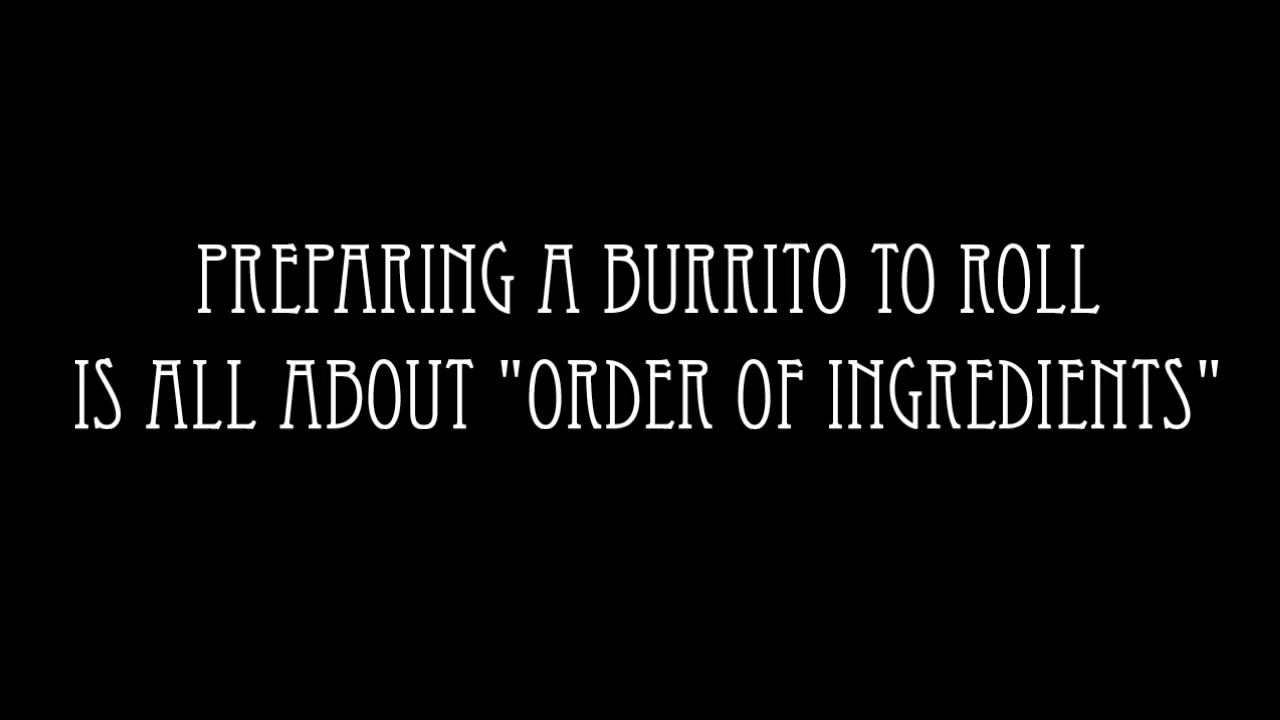 PREPARING A BURRITO TO ROLL
IS ALL ABOUT "ORDER OF INGREDIENTS"